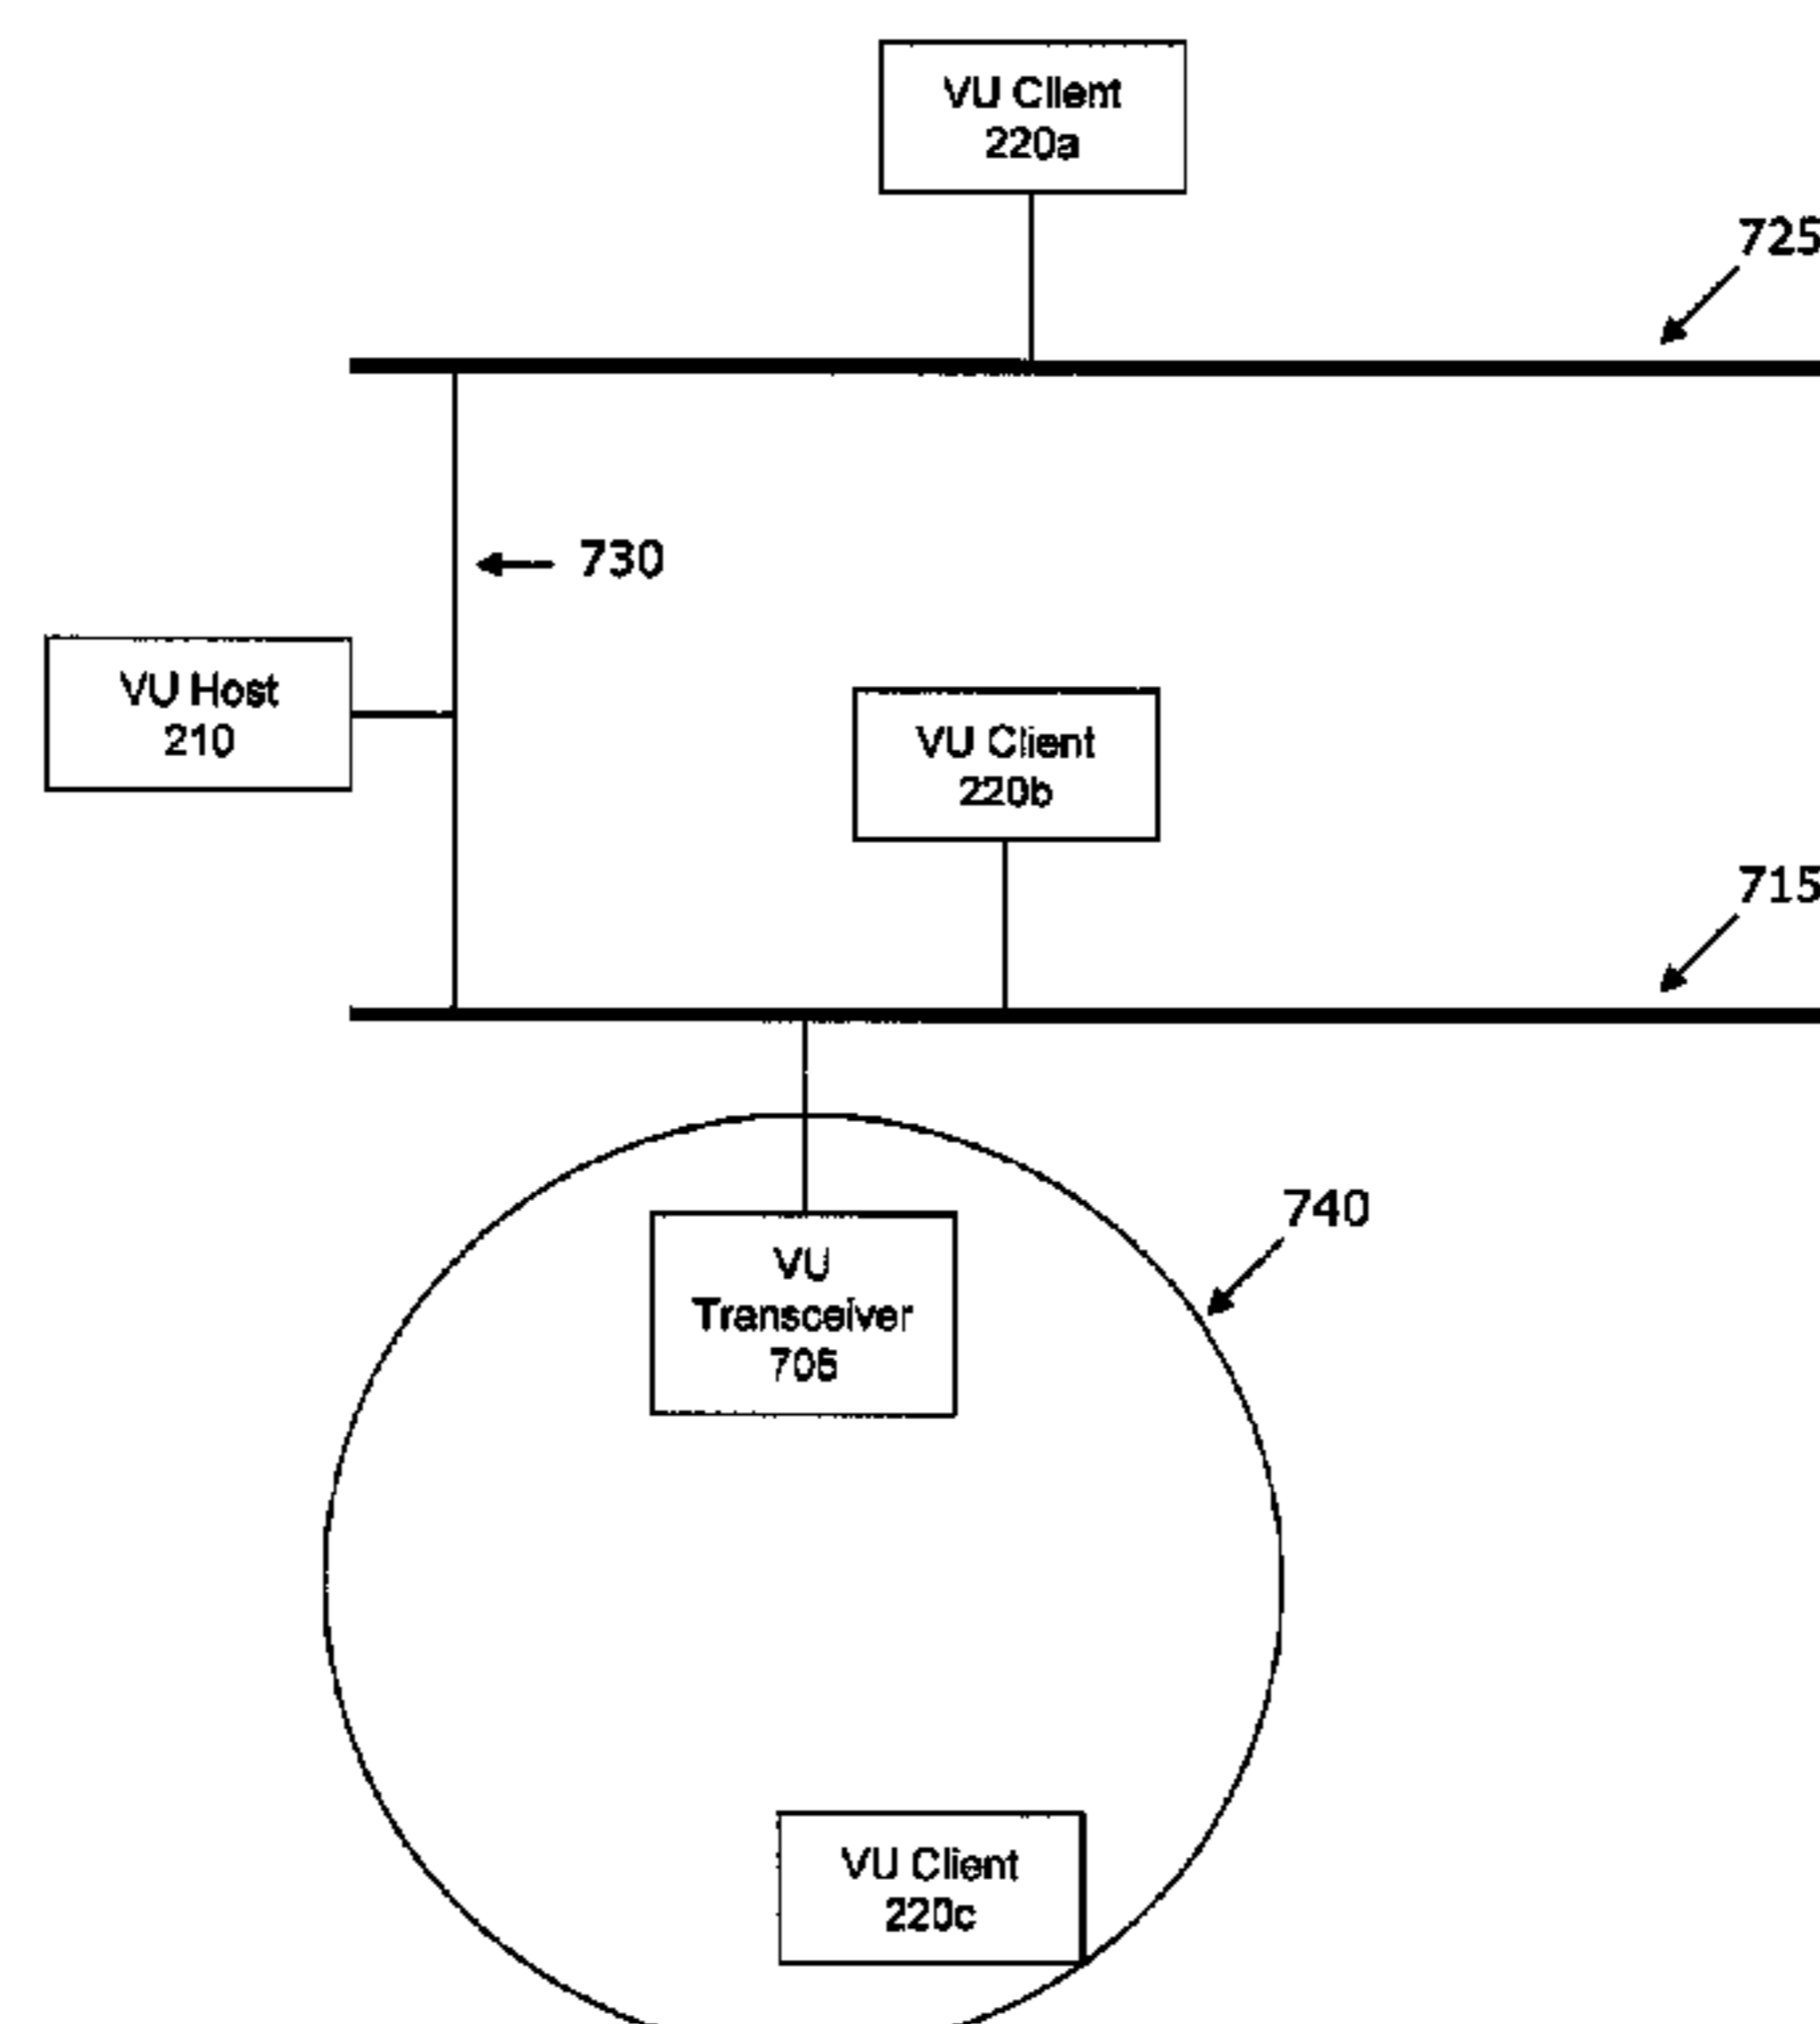 VU Client
220a
725
730
VU Host
210
VU Client
220b
715
740
VU
Transceiver
705
VU Client
220c